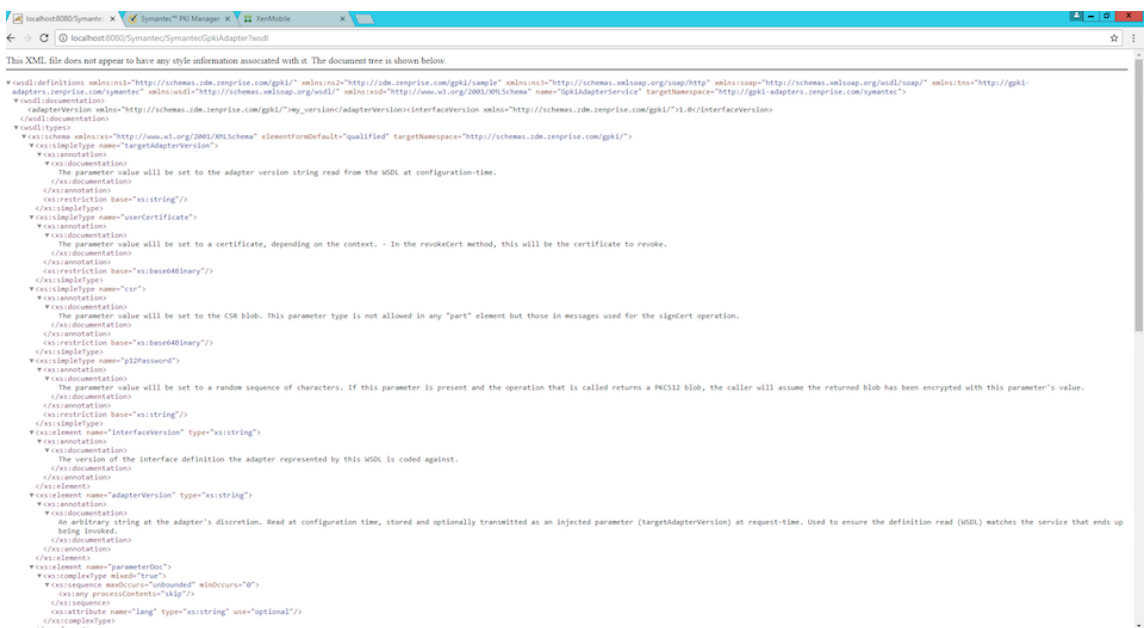 localhost:8080/Symantec
Symantec™ PKI Manager
XenMobile
localhost:8080/Symantec/SymantecGpkiAdapter?wsdl
This XML file does not appear to have any style information associated with it. The document tree is shown below.
▼<wsdl:definitions xmlns:ns1="http://schemas.zdm.zenprise.com/gpki/" xmlns:ns2="http://zdm.zenprise.com/gpki/sample" xmlns:ns3="http://schemas.xmlsoap.org/soap/http" xmlns:soap="http://schemas.xmlsoap.org/wsdl/soap/" xmlns:tns="http://gpki-
adapters.zenprise.com/symantec" xmlns:wsdl="http://schemas.xmlsoap.org/wsdl/" xmlns:xsd="http://www.w3.org/2001/XMLSchema" name="GpkiAdapterService" targetNamespace="http://gpki-adapters.zenprise.com/symantec">
▼<wsdl:documentation>
<adapterVersion xmlns="http://schemas.zdm.zenprise.com/gpki/">my_version</adapterVersion><interfaceVersion xmlns="http://schemas.zdm.zenprise.com/gpki/">1.0</interfaceVersion>
</wsdl:documentation>
▼<wsdl:types>
▼<xs:schema xmlns:xs="http://www.w3.org/2001/XMLSchema" elementFormDefault="qualified" targetNamespace="http://schemas.zdm.zenprise.com/gpki/">
▼<xs:simpleType name="targetAdapterVersion">
▼<xs:annotation>
▼<xs:documentation>
The parameter value will be set to the adapter version string read from the WSDL at configuration-time.
</xs:documentation>
</xs:annotation>
<xs:restriction base="xs:string"/>
</xs:simpleType>
▼<xs:simpleType name="userCertificate">
▼<xs:annotation>
▼<xs:documentation>
The parameter value will be set to a certificate, depending on the context. - In the revokeCert method, this will be the certificate to revoke.
</xs:documentation>
</xs:annotation>
<xs:restriction base="xs:base64Binary"/>
</xs:simpleType>
▼<xs:simpleType name="csr">
▼<xs:annotation>
▼<xs:documentation>
The parameter value will be set to the CSR blob. This parameter type is not allowed in any "part" element but those in messages used for the signCert operation.
</xs:documentation>
</xs:annotation>
<xs:restriction base="xs:base64Binary"/>
</xs:simpleType>
▼<xs:simpleType name="p12Password">
▼<xs:annotation>
▼<xs:documentation>
The parameter value will be set to a random sequence of characters. If this parameter is present and the operation that is called returns a PKCS12 blob, the caller will assume the returned blob has been encrypted with this parameter's value.
</xs:documentation>
</xs:annotation>
<xs:restriction base="xs:string"/>
</xs:simpleType>
▼<xs:element name="interfaceVersion" type="xs:string">
▼<xs:annotation>
▼<xs:documentation>
The version of the interface definition the adapter represented by this WSDL is coded against.
</xs:documentation>
</xs:annotation>
</xs:element>
▼<xs:element name="adapterVersion" type="xs:string">
▼<xs:annotation>
▼<xs:documentation>
An arbitrary string at the adapter's discretion. Read at configuration time, stored and optionally transmitted as an injected parameter (targetAdapterVersion) at request-time. Used to ensure the definition read (WSDL) matches the service that ends up
being invoked.
</xs:documentation>
</xs:annotation>
</xs:element>
▼<xs:element name="parameterDoc">
▼<xs:complexType mixed="true">
▼<xs:sequence maxOccurs="unbounded" minOccurs="0">
<xs:any processContents="skip"/>
</xs:sequence>
<xs:attribute name="lang" type="xs:string" use="optional"/>
</xs:complexType>